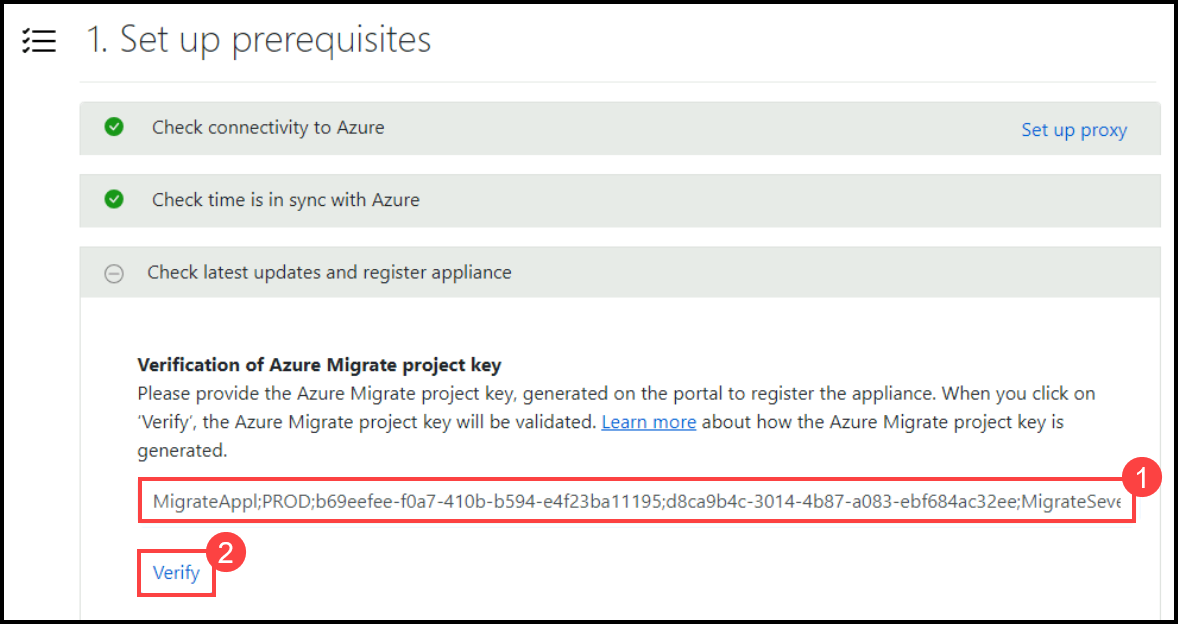 1. Set up prerequisites
Check connectivity to Azure
Set up proxy
Check time is in sync with Azure
Check latest updates and register appliance
Verification of Azure Migrate project key
Please provide the Azure Migrate project key, generated on the portal to register the appliance. When you click on
‘Verify’, the Azure Migrate project key will be validated. Learn more about how the Azure Migrate project key is
generated.
1
MigrateAppl;PROD;b69eefee-f0a7-410b-b594-e4f23ba11195;d8ca9b4c-3014-4b87-a083-ebf684ac32ee;MigrateSeve
2
Verify